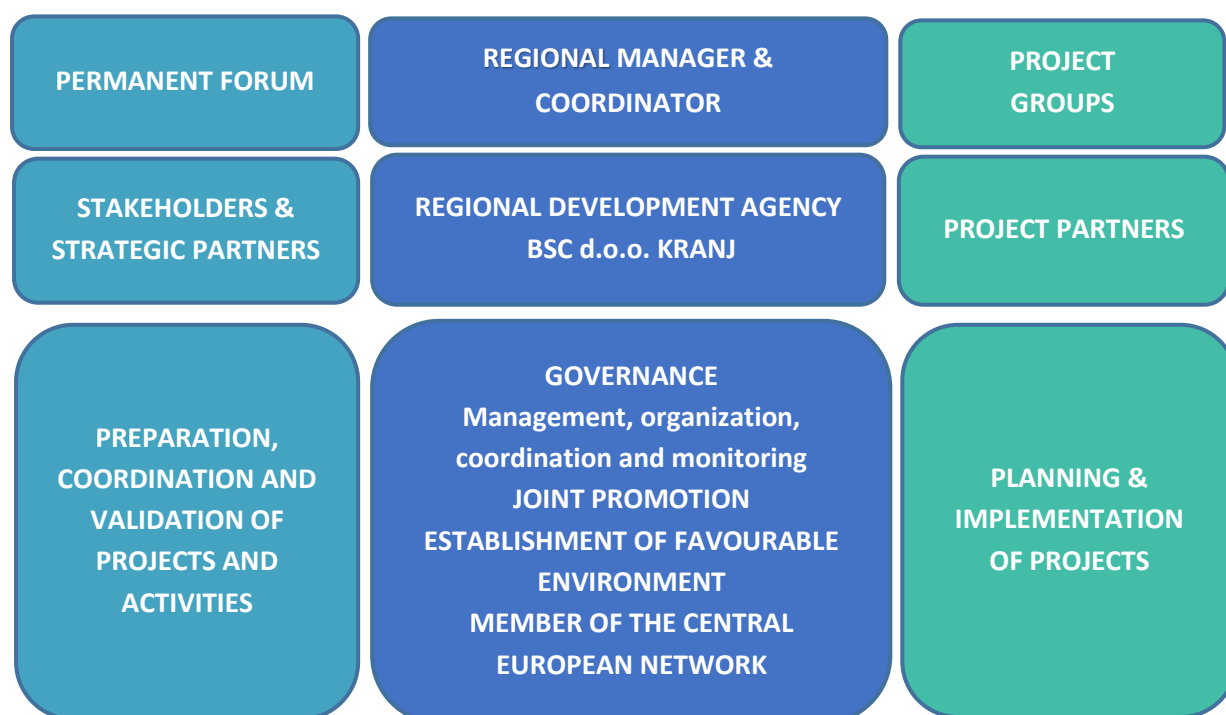 PERMANENT FORUM
REGIONAL MANAGER &
COORDINATOR
PROJECT
GROUPS
STAKEHOLDERS &
STRATEGIC PARTNERS
REGIONAL DEVELOPMENT AGENCY
BSC d.o.o. KRANJ
PROJECT PARTNERS
PREPARATION,
COORDINATION AND
VALIDATION OF
PROJECTS AND
ACTIVITIES
GOVERNANCE
Management, organization,
coordination and monitoring
JOINT PROMOTION
ESTABLISHMENT OF FAVOURABLE
ENVIRONMENT
MEMBER OF THE CENTRAL
EUROPEAN NETWORK
PLANNING &
IMPLEMENTATION
OF PROJECTS